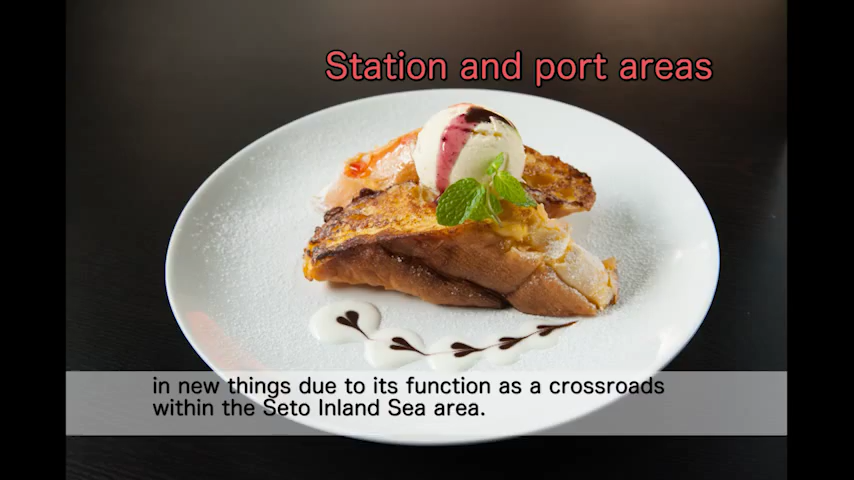 Station and port areas
in new things due to its function as a crossroads
within the Seto Inland Sea area.